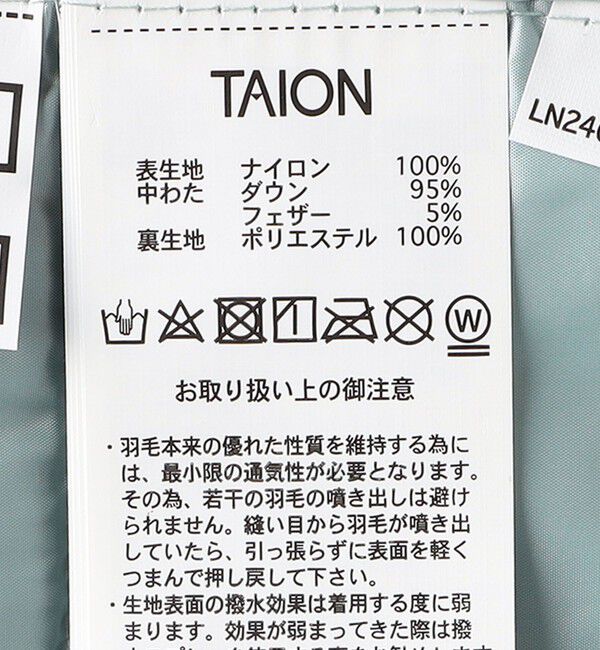 TAION
表生地 ナイロン 100%
中わた ダウン 95%
フェザー 5%
裏生地 ポリエステル 100%
W
お取り扱い上の御注意
・羽毛本来の優れた性質を維持する為に
は、最小限の通気性が必要となります。
その為、若干の羽毛の噴き出しは避け
られません。縫い目から羽毛が噴き出
していたら、引っ張らずに表面を軽く
つまんで押し戻して下さい。
・生地表面の撥水効果は着用する度に弱
まります。効果が弱まってきた際は撥
LN240